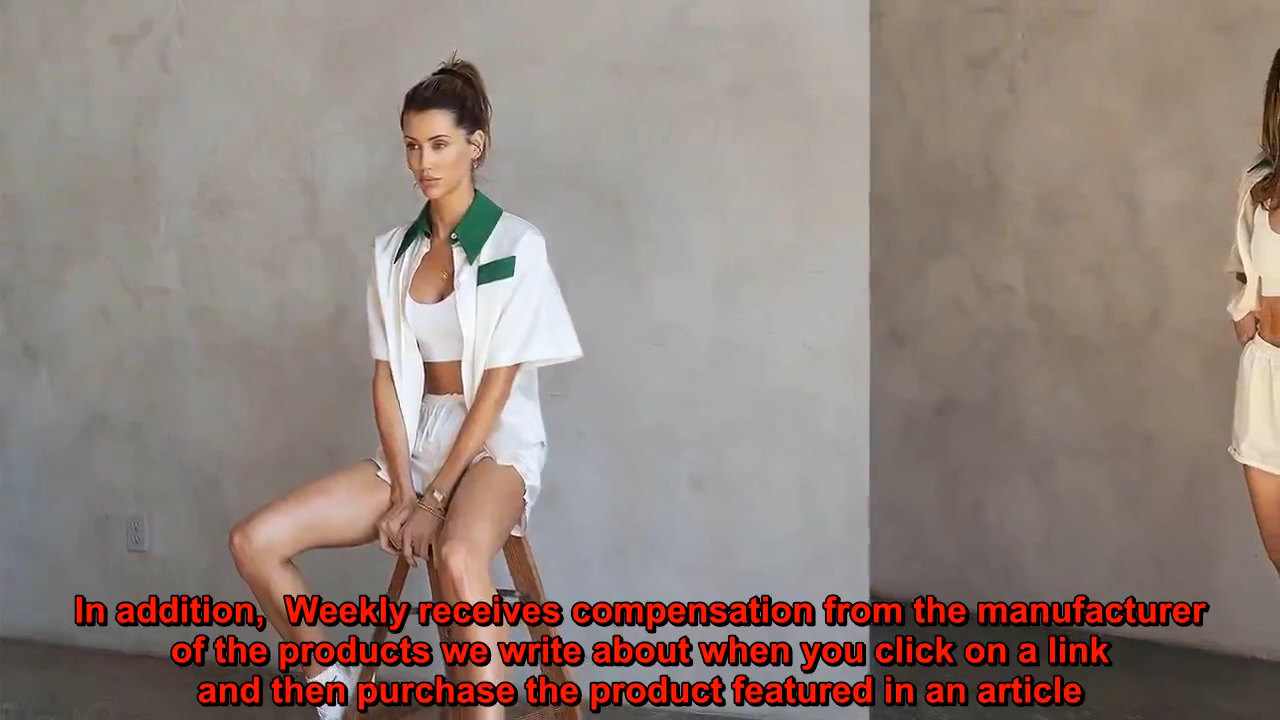 In addition,  Weekly receives compensation from the manufacturer
of the products we write about when you click on a link
and then purchase the product featured in an article